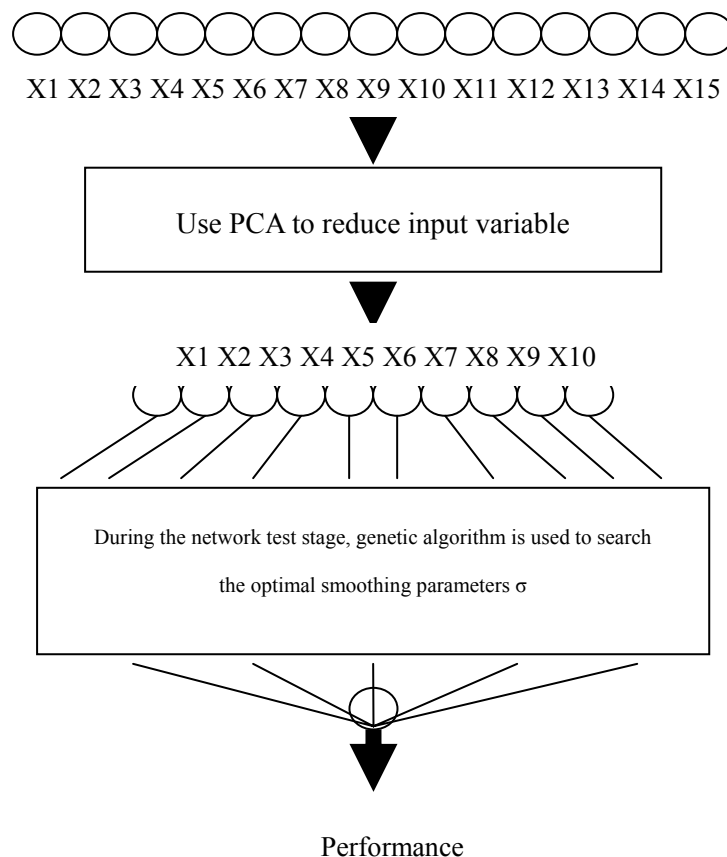 X1 X2 X3 X4 X5 X6 X7 X8 X9 X10 X11 X12 X13 X14 X15
Use PCA to reduce input variable
X1 X2 X3 X4 X5 X6 X7 X8 X9 X10
During the network test stage, genetic algorithm is used to search
the optimal smoothing parameters σ
Performance